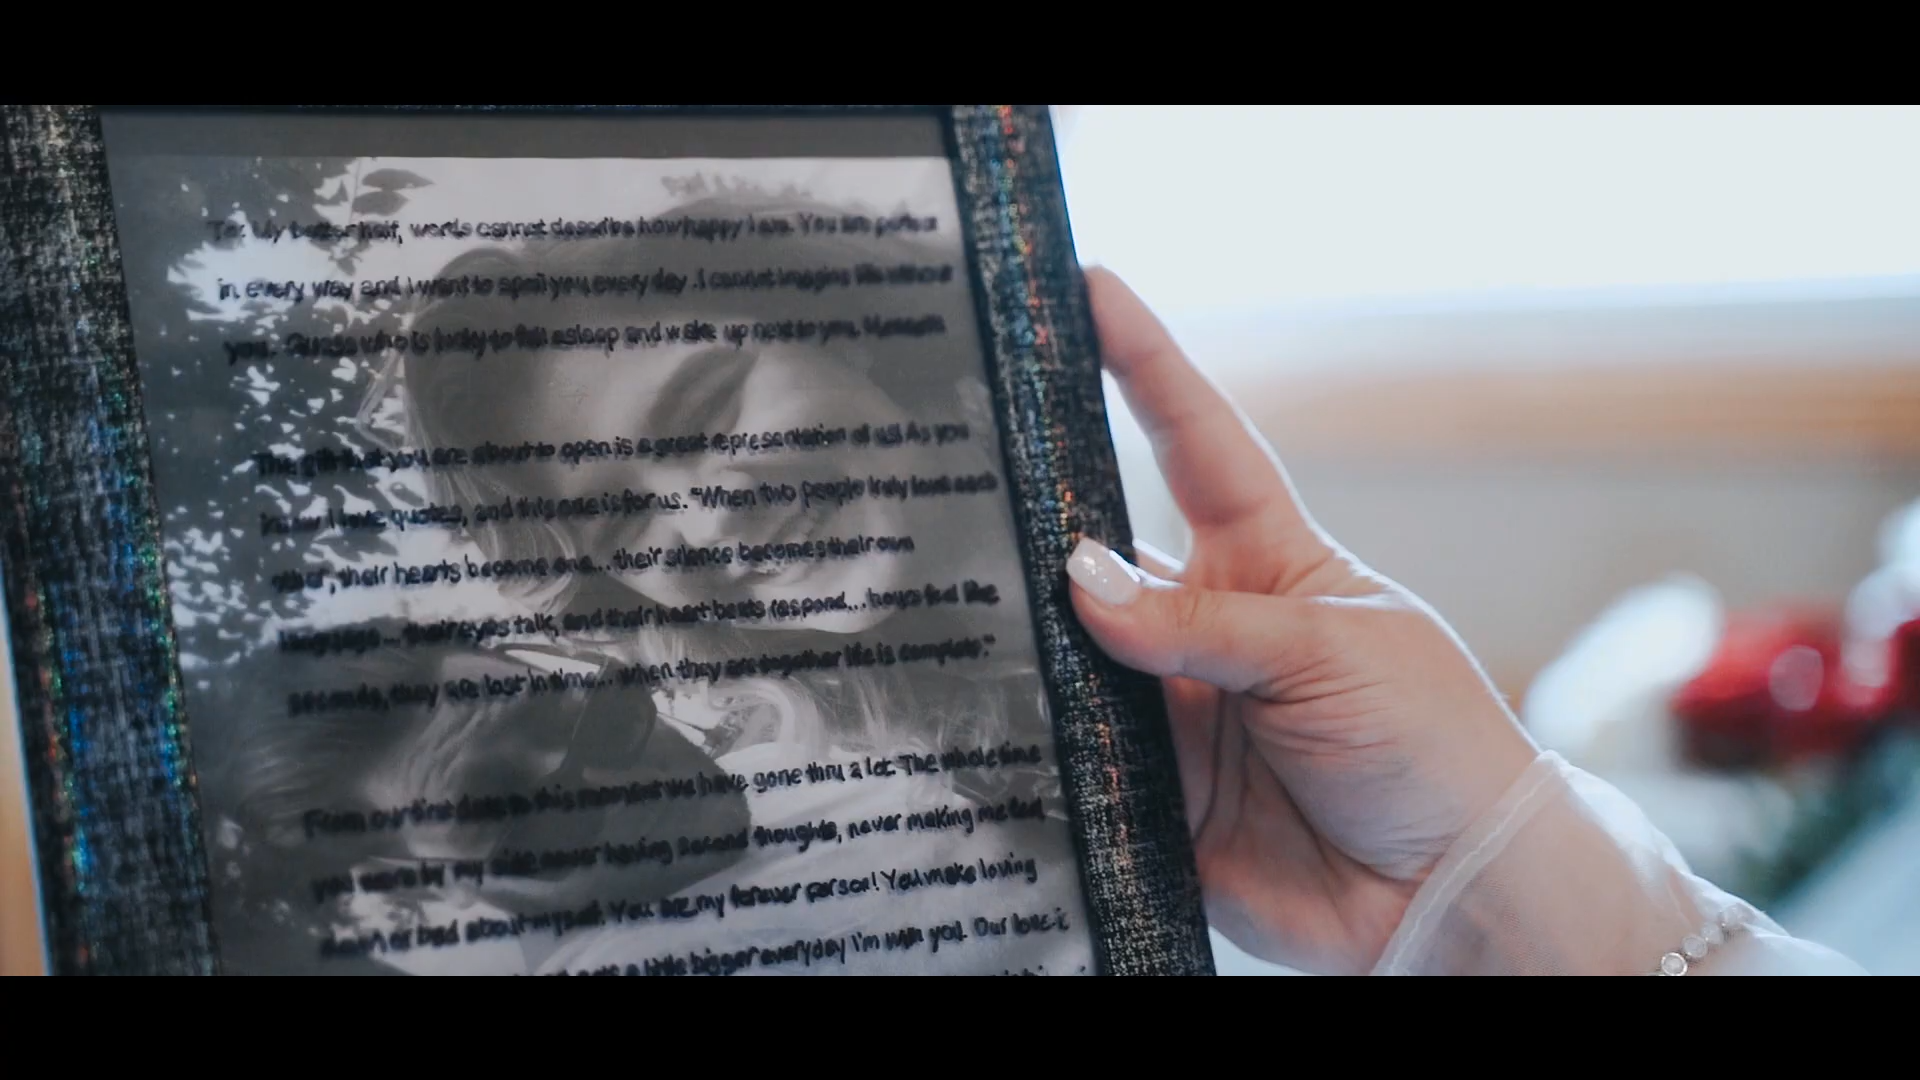 To: My better half, words cannot describe how happy I am. You are perfect
in every way and I want to spoil you every day. I cannot imagine life without
you. Guess who is lucky to fall asleep and wake up next to you, Meeeee
The gift that you are about to open is a great representation of us! As you
know I love quotes, and this one is for us. "When two people truly love each
other, their hearts become one... their silence becomes their own
language... their eyes talk, and their heart beats respond... hours feel like
seconds, they are lost in time... when they are together life is complete."
From our first date to this moment we have gone thru a lot. The whole time
you were by my side never having second thoughts, never making me feel
down or bad about myself. You are my forever person! You make loving
a little bigger everyday I'm with you. Our love is